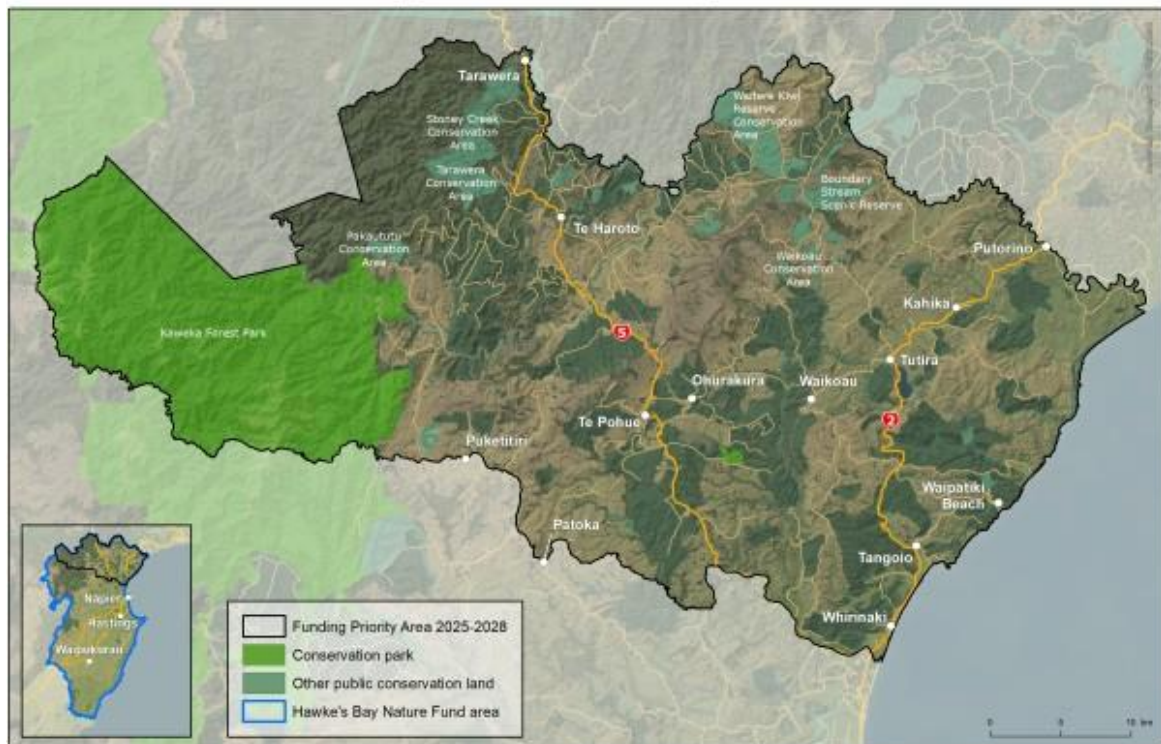 Tarawera
Stoney Creek
Conservation
Area
Tarawera
Conservation
Area
Waitere Kiwi
Reserve
Conservation
Area
Boundary
Stream
Scenic Reserve
Te Haroto
Pakaututu
Conservation
Area
Waikoau
Conservation
Area
Putorino
Kahika
Kaweka Forest Park
5
Tutira
Ohurakura
Waikoau
Te Pohue
2
Puketitiri
Waipatiki
Beach
Patoka
Tangoio
Whirinaki
Napier
Hastings
Waipukurau
Funding Priority Area 2025-2028
Conservation park
Other public conservation land
Hawke's Bay Nature Fund area
0
10 km